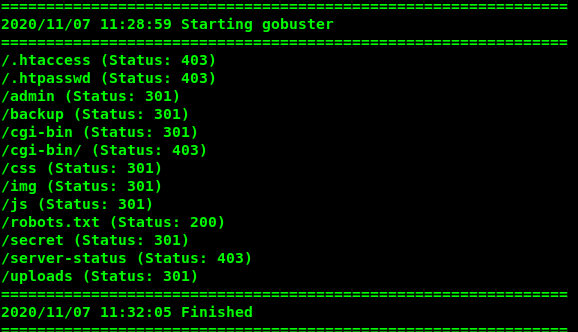 ===============================================================
2020/11/07 11:28:59 Starting gobuster
===============================================================
/.htaccess (Status: 403)
/.htpasswd (Status: 403)
/admin (Status: 301)
/backup (Status: 301)
/cgi-bin (Status: 301)
/cgi-bin/ (Status: 403)
/css (Status: 301)
/img (Status: 301)
/js (Status: 301)
/robots.txt (Status: 200)
/secret (Status: 301)
/server-status (Status: 403)
/uploads (Status: 301)
===============================================================
2020/11/07 11:32:05 Finished
===============================================================